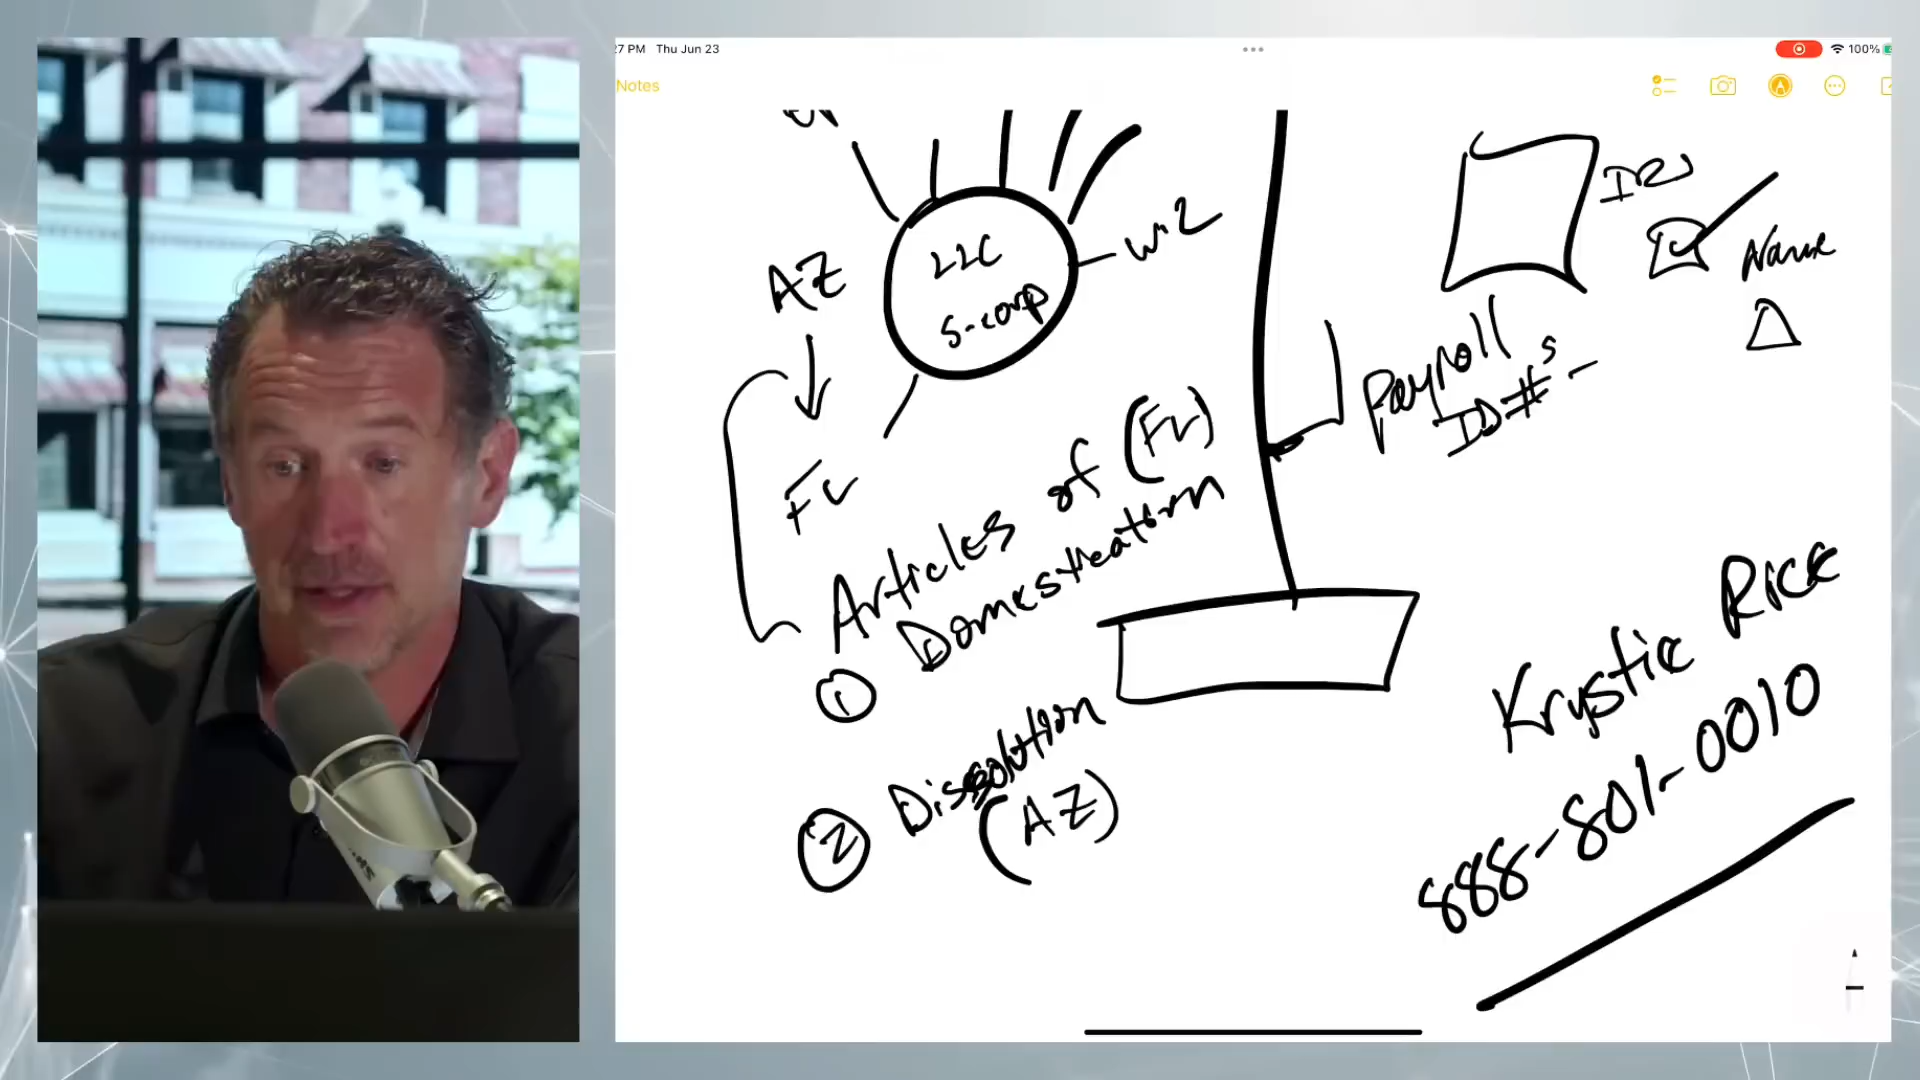 7 PM Thu Jun 23
100%
Notes
LLC
S-corp
W-2
AZ
FL
Articles of (FL)
Domestication
1
2 Dissolution
(AZ)
IRS
Name
Payroll
ID#s
Krystie Rice
888-801-0010